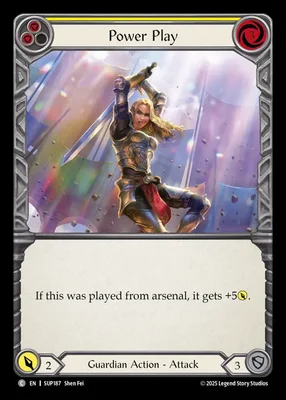 Power Play
If this was played from arsenal, it gets +5
2
Guardian Action - Attack
3
C EN | SUP187 Shen Fei
©2025 Legend Story Studios